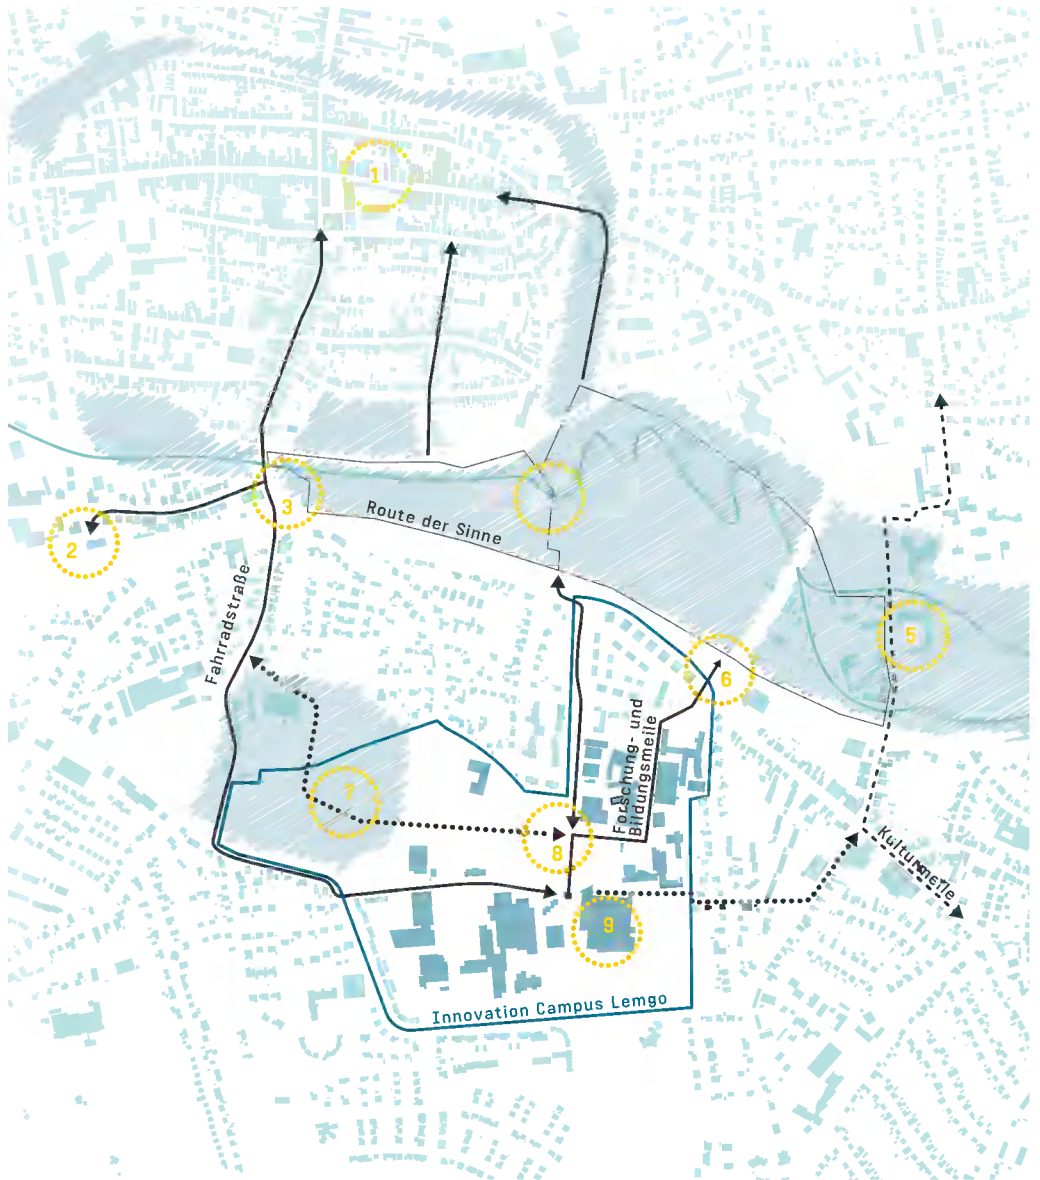 1
2
3
Route der Sinne
Fahrradstraße
5
6
Forschung- und
Bildungsmeile
7
8
Kulturmeile
9
Innovation Campus Lemgo